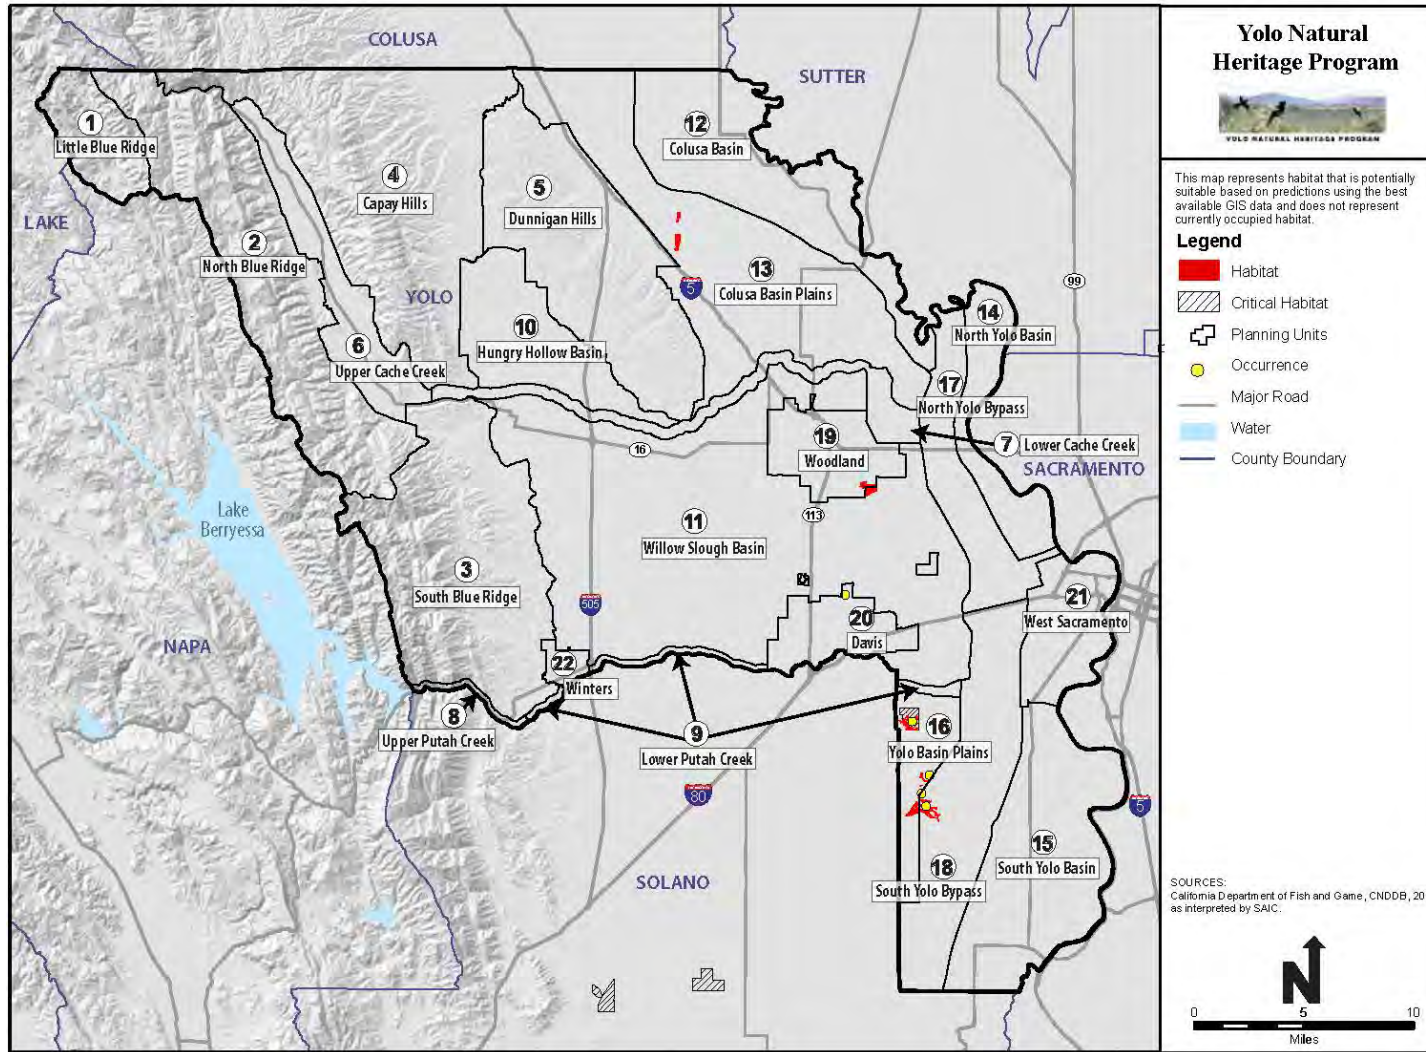 COLUSA
SUTTER
LAKE
YOLO
NAPA
SOLANO
SACRAMENTO
1
Little Blue Ridge
2
North Blue Ridge
4
Capay Hills
5
Dunnigan Hills
12
Colusa Basin
13
Colusa Basin Plains
5
99
14
North Yolo Basin
10
Hungry Hollow Basin
6
Upper Cache Creek
17
North Yolo Bypass
7
Lower Cache Creek
16
19
Woodland
113
11
Willow Slough Basin
Lake
Berryessa
3
South Blue Ridge
505
20
Davis
21
West Sacramento
22
Winters
8
Upper Putah Creek
9
Lower Putah Creek
16
Yolo Basin Plains
80
5
15
South Yolo Basin
18
South Yolo Bypass
Yolo Natural
Heritage Program
YOLO NATURAL HERITAGE PROGRAM
This map represents habitat that is potentially
suitable based on predictions using the best
available GIS data and does not represent
currently occupied habitat.
Legend
Habitat
Critical Habitat
Planning Units
Occurrence
Major Road
Water
County Boundary
SOURCES:
California Department of Fish and Game, CNDDB, 20
as interpreted by SAIC.
N
0 5 10
Miles